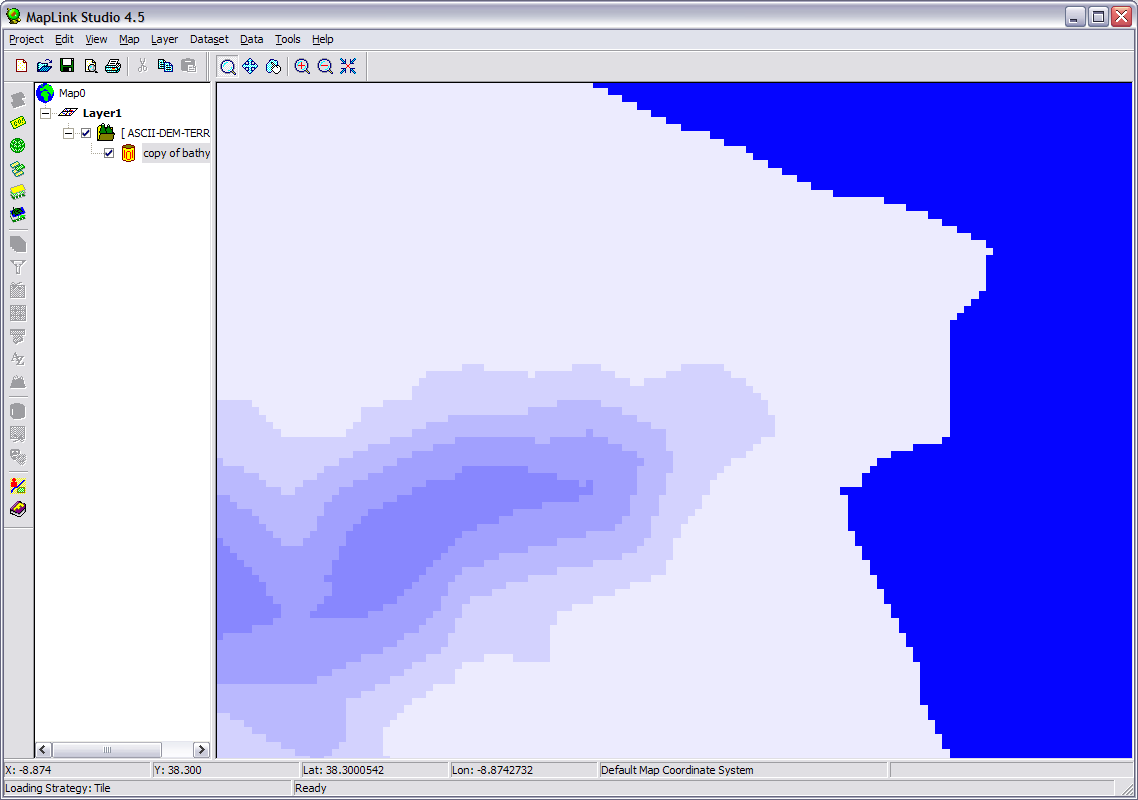 MapLink Studio 4.5
Project Edit View Map Layer Dataset Data Tools Help
Map0
Layer1
[ ASCII-DEM-TERR
copy of bathy
X: -8.874 Y: 38.300 Lat: 38.3000542 Lon: -8.8742732 Default Map Coordinate System
Loading Strategy: Tile Ready